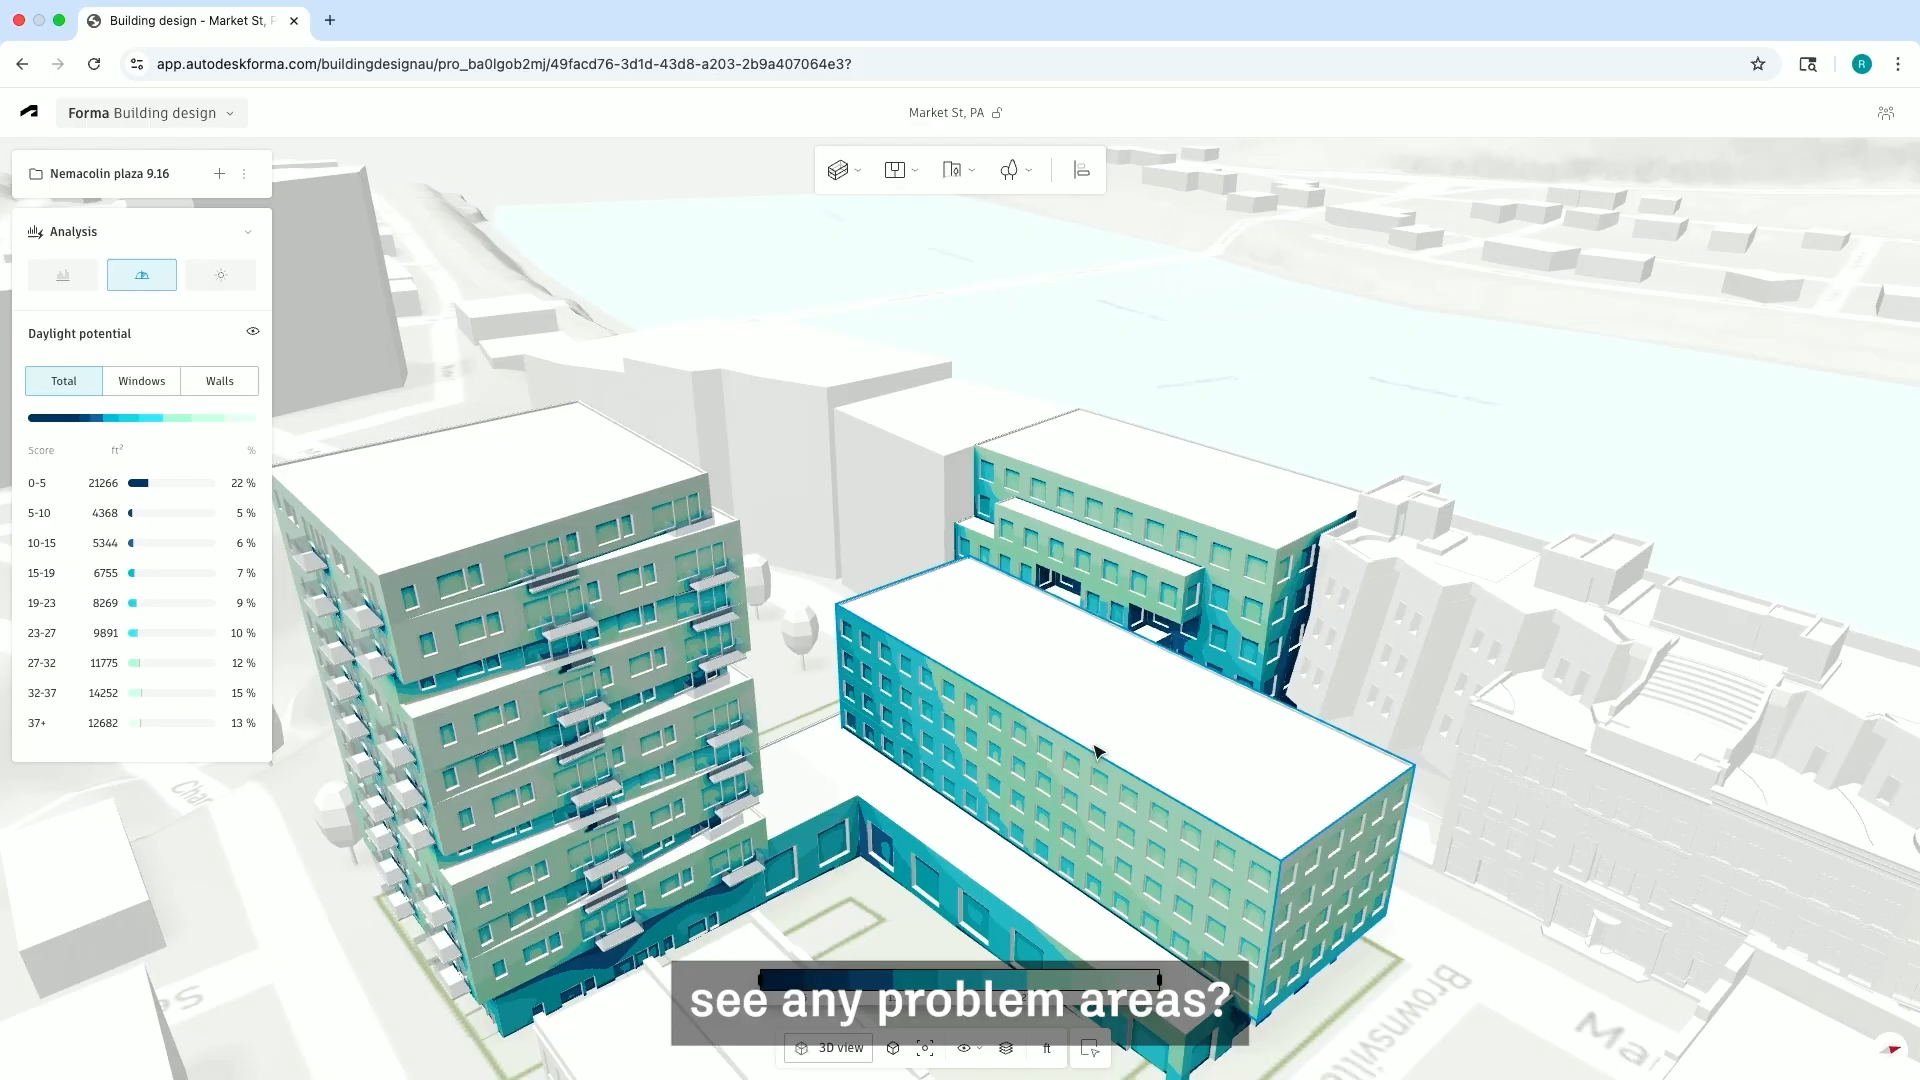 Building design - Market St, P
app.autodeskforma.com/buildingdesignau/pro_ba0lgob2mj/49facd76-3d1d-43d8-a203-2b9a407064e3?
R
Forma Building design
Market St, PA
Nemacolin plaza 9.16
Analysis
Daylight potential
Total Windows Walls
Score ft² %
0-5 21266 22 %
5-10 4368 5 %
10-15 5344 6 %
15-19 6755 7 %
19-23 8269 9 %
23-27 9891 10 %
27-32 11775 12 %
32-37 14252 15 %
37+ 12682 13 %
Char
Brownsville
Mai
see any problem areas?
3D view ft